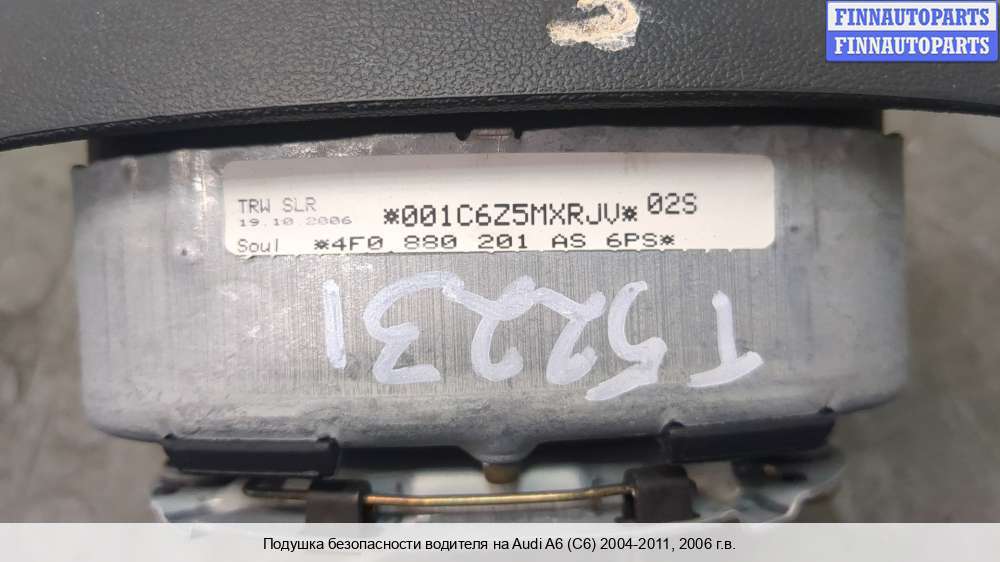 FINNAUTOPARTS
FINNAUTOPARTS
TRW SLR
19.10.2006
*001C6Z5MXRJV* 02S
Soul *4F0 880 201 AS 6PS*
T52231
Подушка безопасности водителя на Audi A6 (C6) 2004-2011, 2006 г.в.